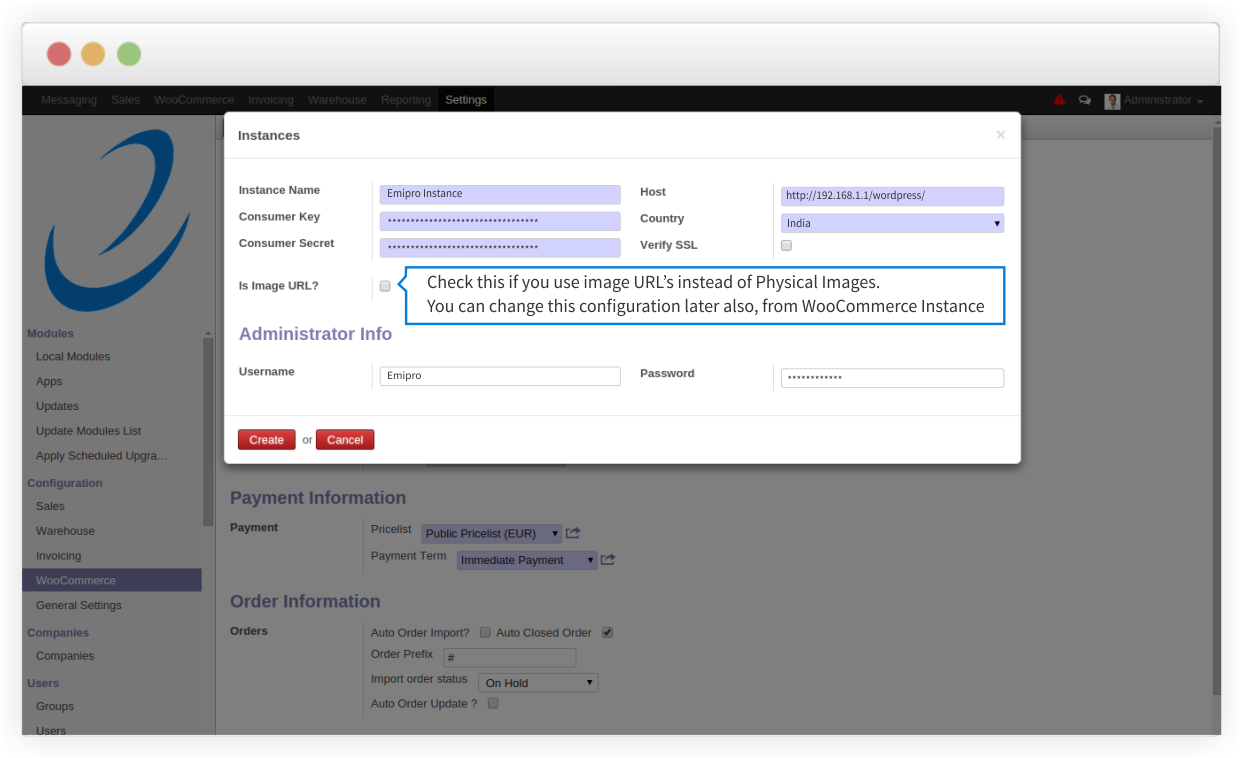 Messaging Sales WooCommerce Invoicing Warehouse Reporting Settings Administrator
Instances ×
Instance Name Emipro Instance
Host http://192.168.1.1/wordpress/
Consumer Key *********************************
Country India
Consumer Secret *********************************
Verify SSL
Is Image URL?
Check this if you use image URL's instead of Physical Images.
You can change this configuration later also, from WooCommerce Instance
Administrator Info
Username Emipro
Password ************
Create or Cancel
Modules
Local Modules
Apps
Updates
Update Modules List
Apply Scheduled Upgra...
Configuration
Sales
Warehouse
Invoicing
WooCommerce
General Settings
Companies
Companies
Users
Groups
Users
Payment Information
Payment
Pricelist Public Pricelist (EUR)
Payment Term Immediate Payment
Order Information
Orders
Auto Order Import? Auto Closed Order
Order Prefix #
Import order status On Hold
Auto Order Update ?